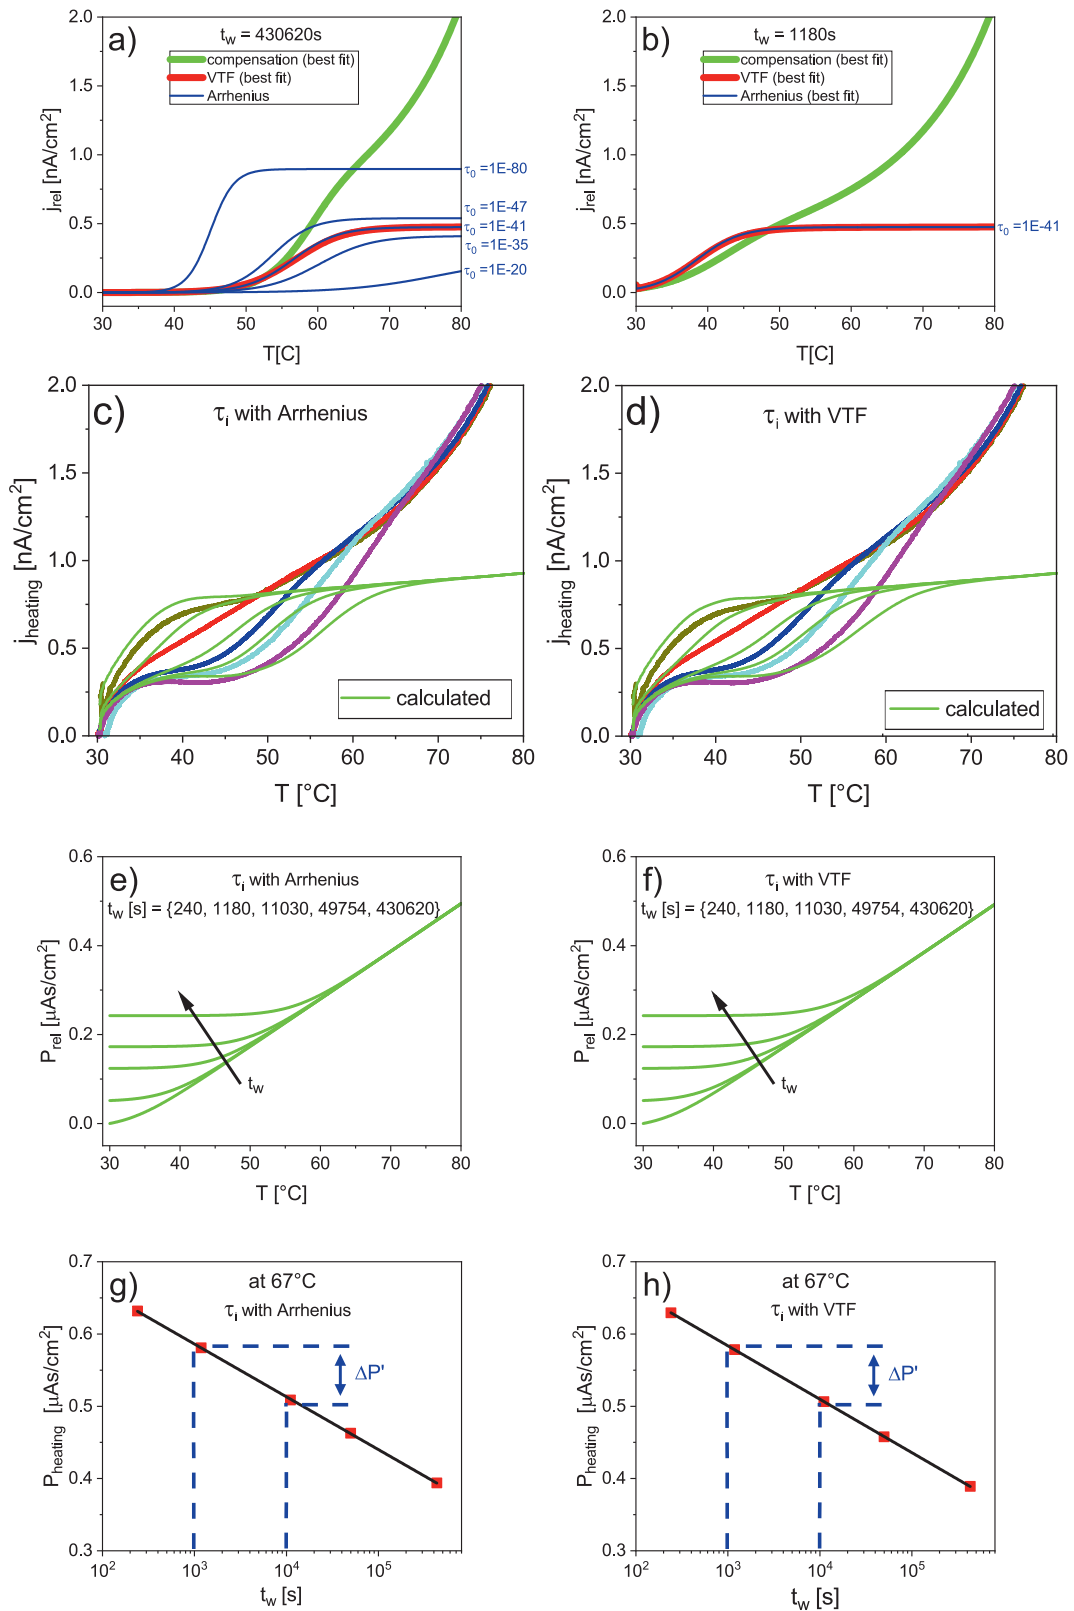 a)
t_w = 430620s
compensation (best fit)
VTF (best fit)
Arrhenius
j_rel [nA/cm²]
2.0
1.5
1.0
0.5
0.0
τ₀ =1E-80
τ₀ =1E-47
τ₀ =1E-41
τ₀ =1E-35
τ₀ =1E-20
30 40 50 60 70 80
T[C]
b)
t_w = 1180s
compensation (best fit)
VTF (best fit)
Arrhenius (best fit)
j_rel [nA/cm²]
2.0
1.5
1.0
0.5
0.0
τ₀ =1E-41
30 40 50 60 70 80
T[C]
c)
τ_i with Arrhenius
j_heating [nA/cm²]
2.0
1.5
1.0
0.5
0.0
calculated
30 40 50 60 70 80
T [°C]
d)
τ_i with VTF
j_heating [nA/cm²]
2.0
1.5
1.0
0.5
0.0
calculated
30 40 50 60 70 80
T [°C]
e)
τ_i with Arrhenius
t_w [s] = {240, 1180, 11030, 49754, 430620}
P_rel [µAs/cm²]
0.6
0.4
0.2
0.0
t_w
30 40 50 60 70 80
T [°C]
f)
τ_i with VTF
t_w [s] = {240, 1180, 11030, 49754, 430620}
P_rel [µAs/cm²]
0.6
0.4
0.2
0.0
t_w
30 40 50 60 70 80
T [°C]
g)
at 67°C
τ_i with Arrhenius
P_heating [µAs/cm²]
0.7
0.6
0.5
0.4
0.3
ΔP'
10² 10³ 10⁴ 10⁵
t_w [s]
h)
at 67°C
τ_i with VTF
P_heating [µAs/cm²]
0.7
0.6
0.5
0.4
0.3
ΔP'
10² 10³ 10⁴ 10⁵
t_w [s]